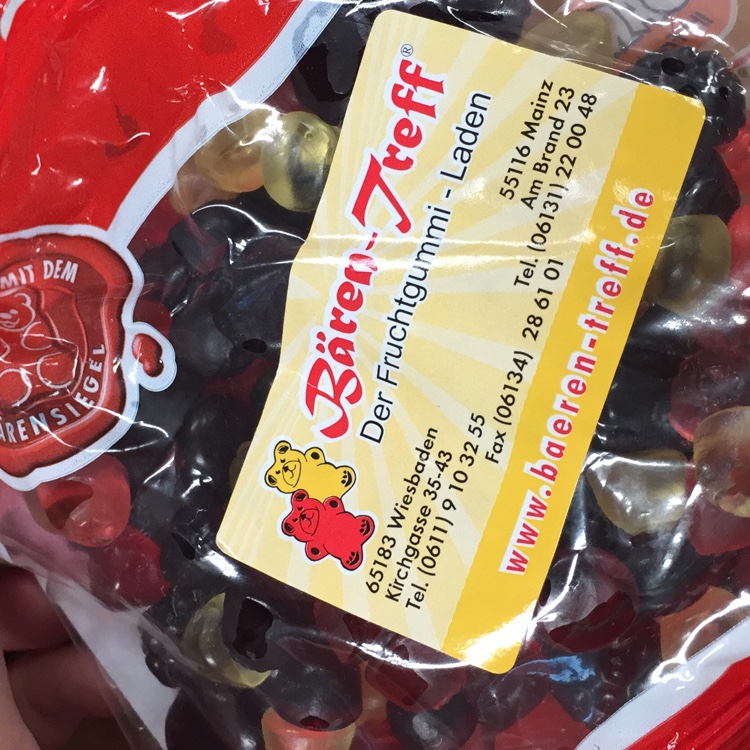 Bären-Treff®
Der Fruchtgummi - Laden
65183 Wiesbaden
Kirchgasse 35-43
Tel. (0611) 9 10 32 55
55116 Mainz
Am Brand 23
Tel. (06131) 22 00 48
Fax (06134) 28 61 01
www.baeren-treff.de
MIT DEM
ÄRENSIEGEL